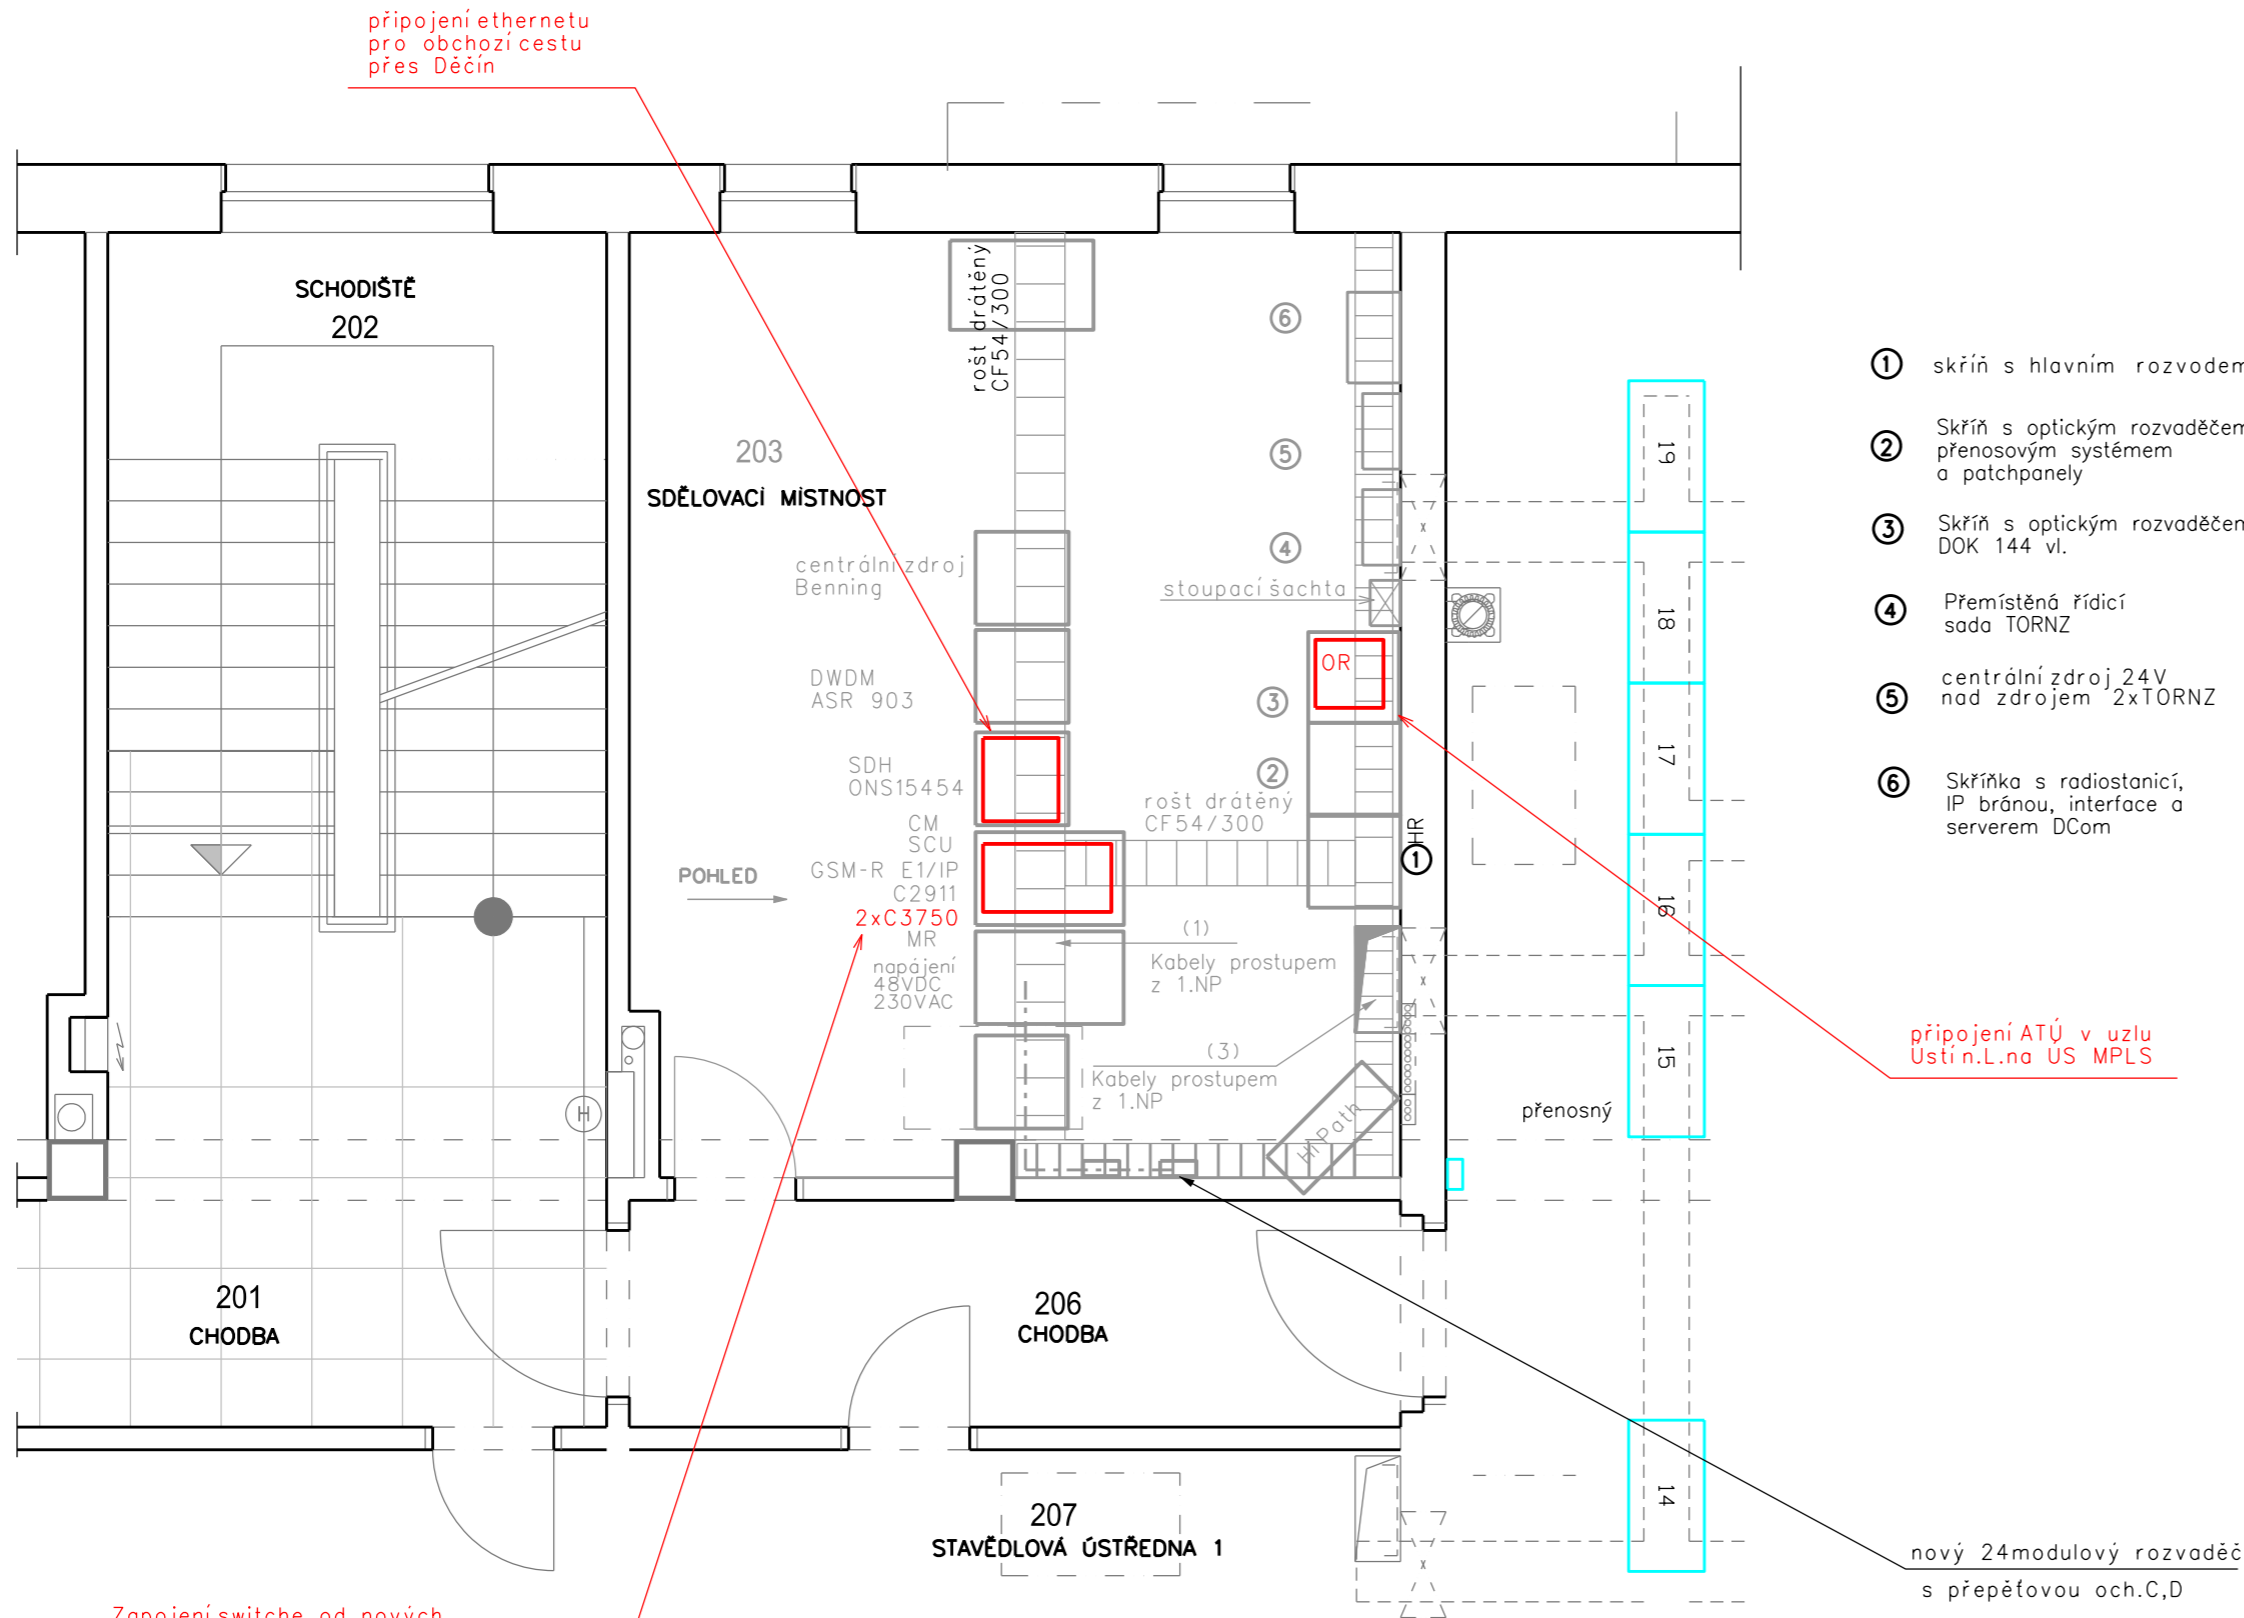 připojení ethernetu
pro obchozí cestu
přes Děčín
SCHODIŠTĚ
202
rošt drátěný
CF54/300
203
SDĚLOVACÍ MÍSTNOST
centrální zdroj
Benning
DWDM
ASR 903
SDH
ONS15454
CM
SCU
GSM-R E1/IP
C2911
2xC3750
MR
napájení
48VDC
230VAC
POHLED
6
5
4
stoupací šachta
OR
3
2
rošt drátěný
CF54/300
HR
1
(1)
Kabely prostupem
z 1.NP
(3)
Kabely prostupem
z 1.NP
HiPath
H
přenosný
19
18
17
16
15
14
1 skříň s hlavním rozvodem
2 Skříň s optickým rozvaděčem
přenosovým systémem
a patchpanely
3 Skříň s optickým rozvaděčem
DOK 144 vl.
4 Přemístěná řídicí
sada TORNZ
5 centrální zdroj 24V
nad zdrojem 2xTORNZ
6 Skříňka s radiostanicí,
IP bránou, interface a
serverem DCom
připojení ATÚ v uzlu
Ústí n.L.na US MPLS
201
CHODBA
206
CHODBA
207
STAVĚDLOVÁ ÚSTŘEDNA 1
nový 24modulový rozvaděč
s přepěťovou och.C,D
Zapojení switche od nových